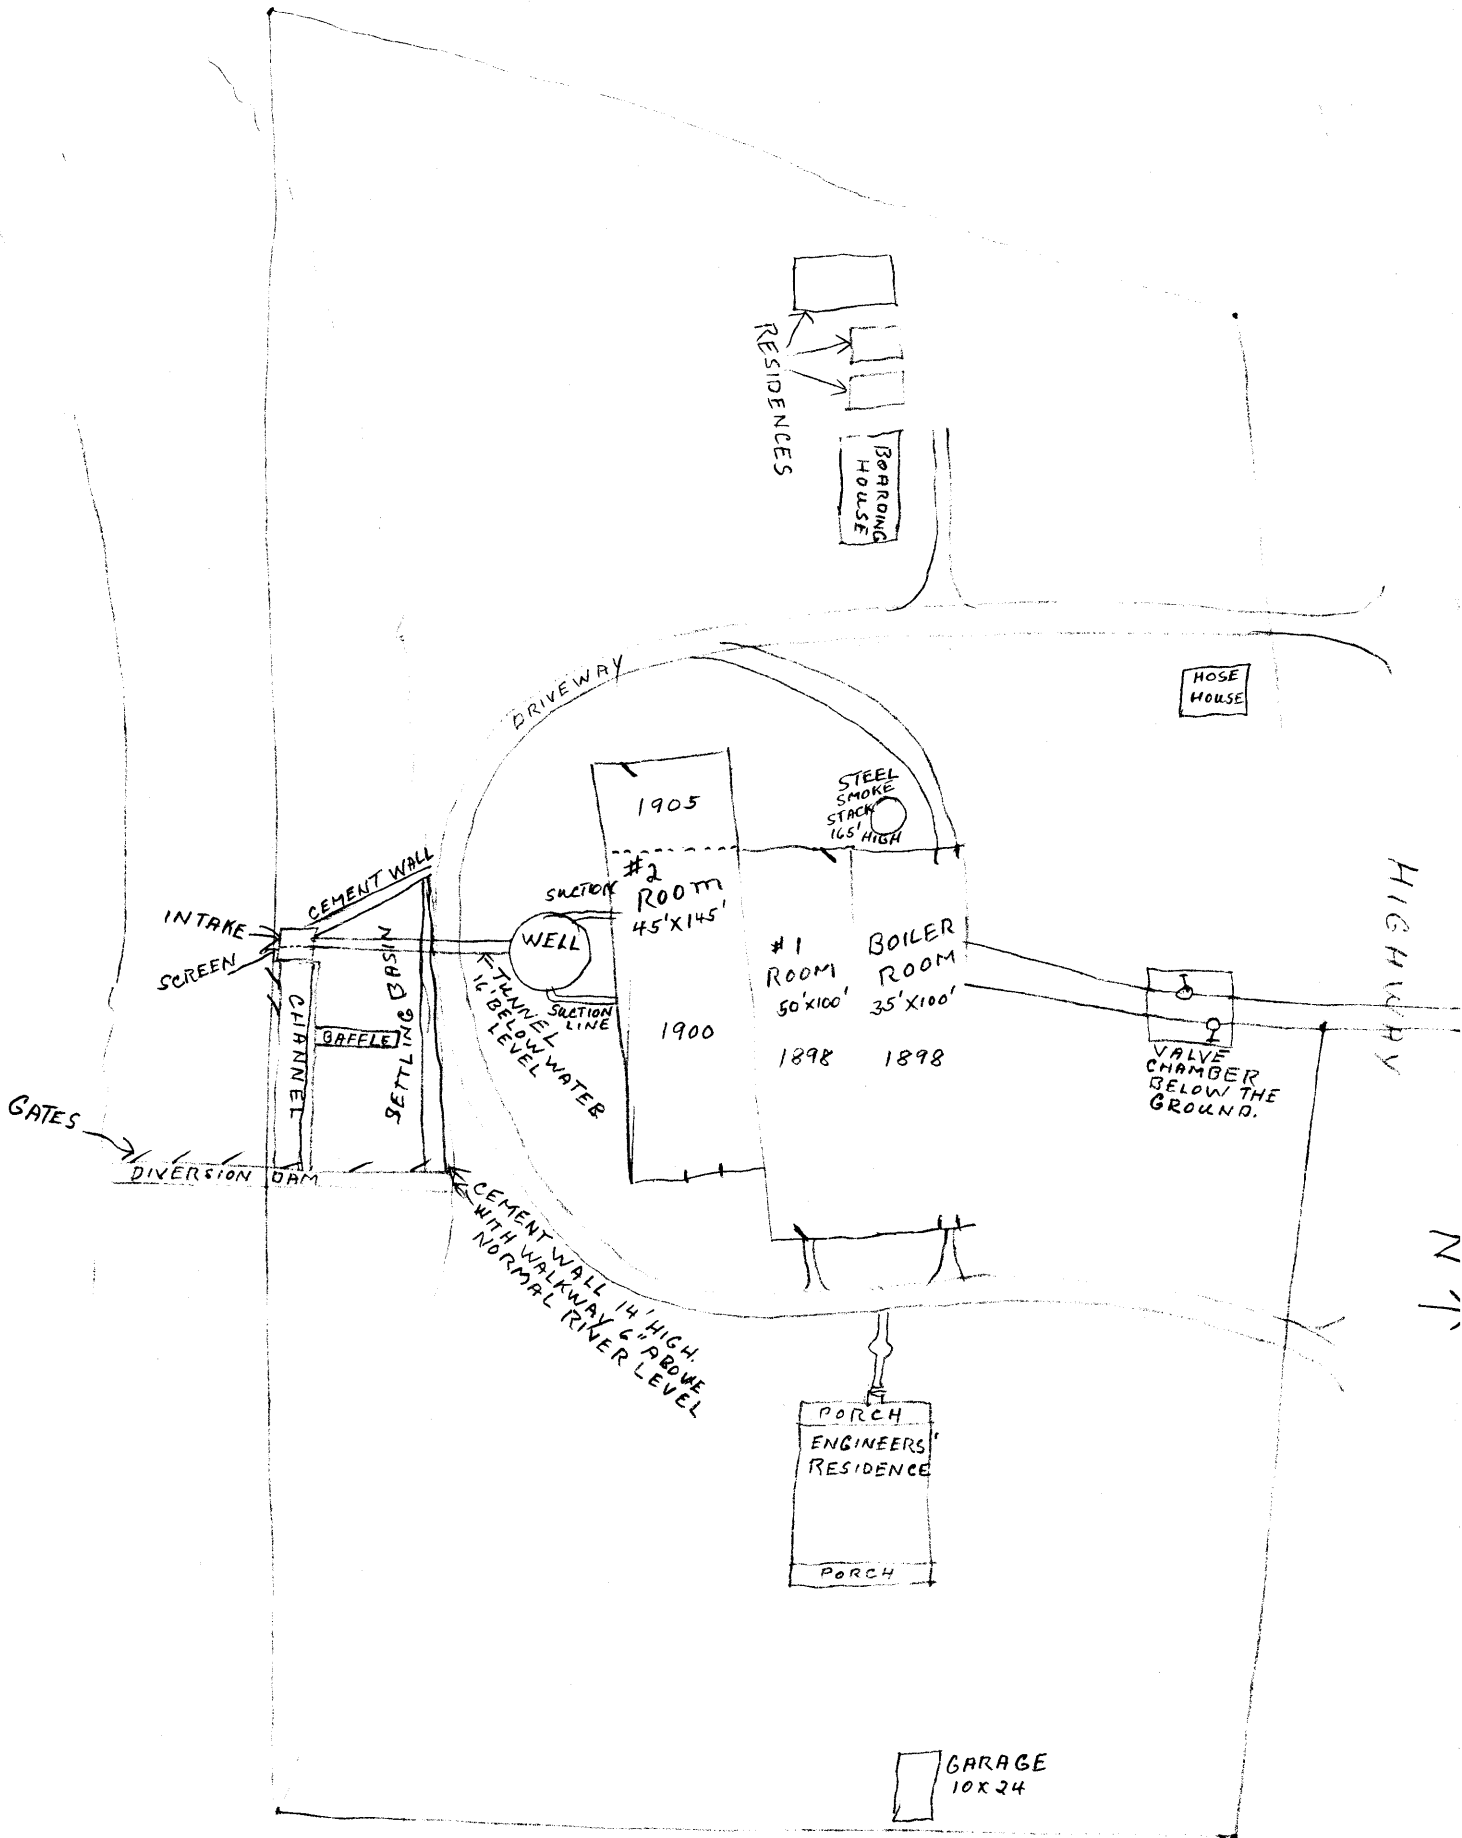 RESIDENCES
BOARDING
HOUSE
DRIVEWAY
HOSE
HOUSE
STEEL
SMOKE
STACK
165' HIGH
1905
#2
ROOM
45'X145'
1900
#1
ROOM
50'X100'
1898
BOILER
ROOM
35'X100'
1898
SUCTION
WELL
SUCTION
LINE
CEMENT WALL
INTAKE
SCREEN
CHANNEL
BAFFLE
SETTLING BASIN
TUNNEL
16' BELOW WATER
LEVEL
GATES
DIVERSION DAM
CEMENT WALL 14' HIGH.
WITH WALKWAY 6" ABOVE
NORMAL RIVER LEVEL
VALVE
CHAMBER
BELOW THE
GROUND.
HIGHWAY
N
PORCH
ENGINEERS'
RESIDENCE
PORCH
GARAGE
10X24